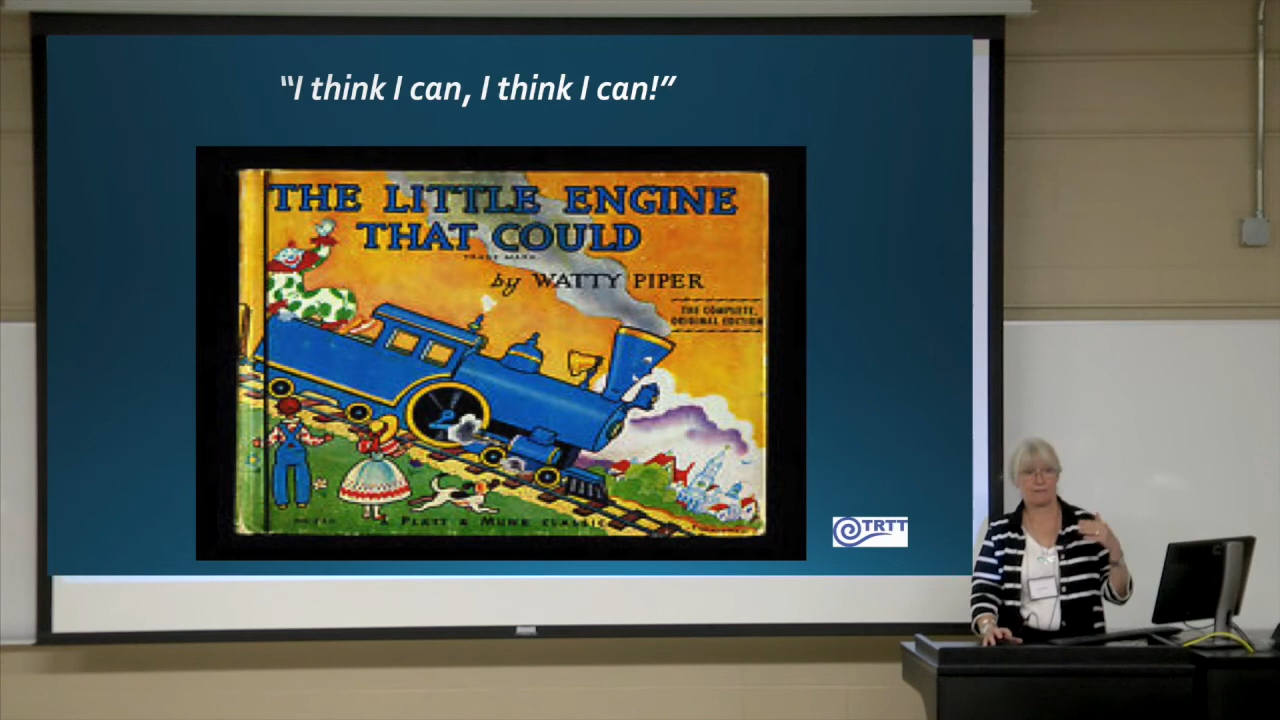 “I think I can, I think I can!”
THE LITTLE ENGINE
THAT COULD
TRADE MARK
by WATTY PIPER
THE COMPLETE,
ORIGINAL EDITION
A PLATT & MUNK CLASSIC
TRTT